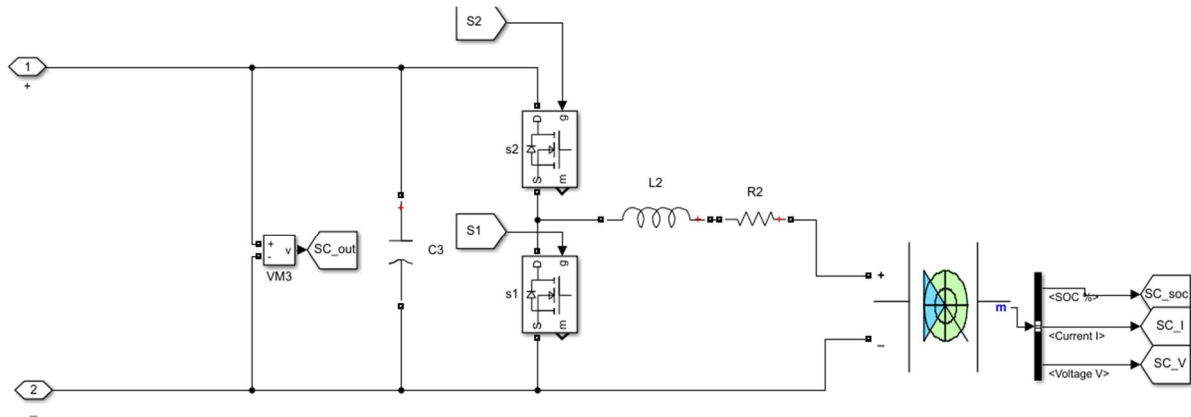 S2
1
+
D
g
s2
S
m
L2
R2
+
-
v
SC_out
VM3
C3
S1
D
g
s1
S
m
+
–
m
<SOC %>
SC_soc
<Current I>
SC_I
<Voltage V>
SC_V
2
–